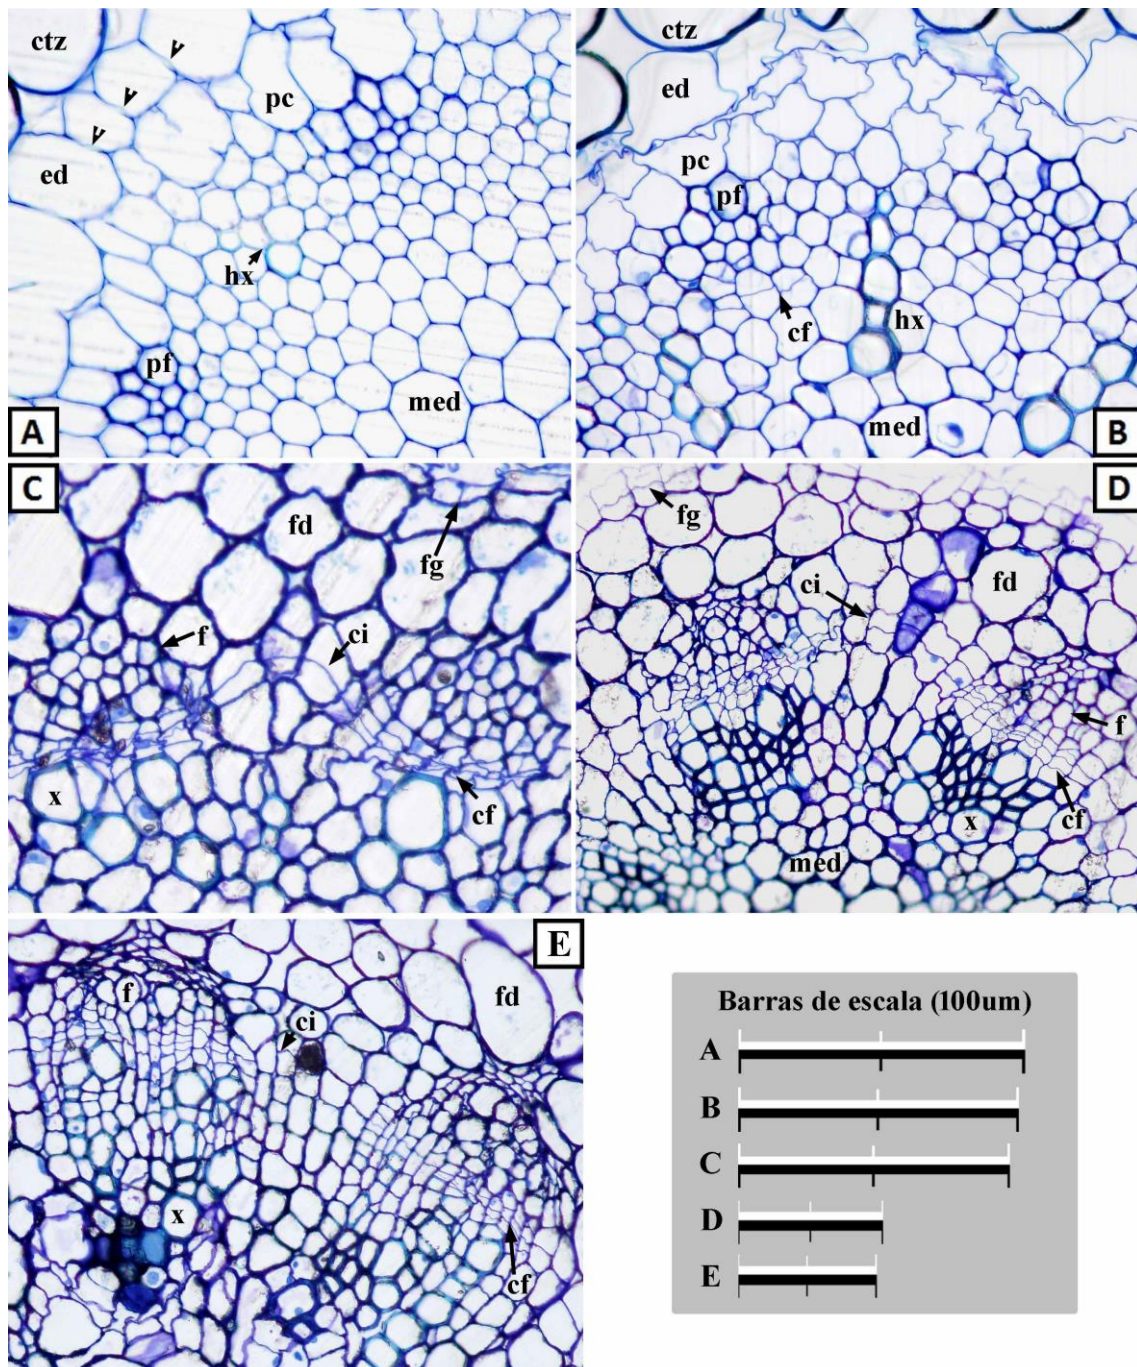 ctz
pc
ed
hx
pf
med
A
ctz
ed
pc
pf
cf
hx
med
B
C
fd
fg
f
ci
x
cf
D
fg
ci
fd
f
cf
x
med
E
f
fd
ci
x
cf
Barras de escala (100um)
A
B
C
D
E